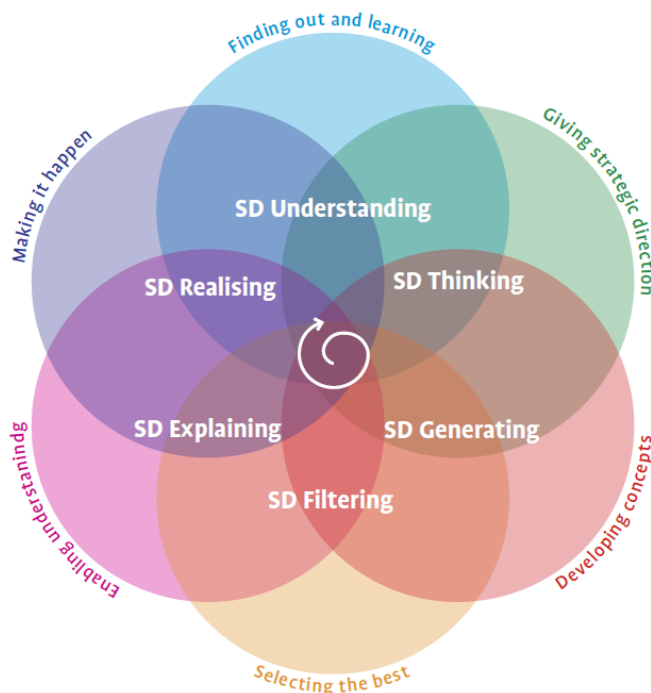 Finding out and learning
Giving strategic direction
Making it happen
SD Understanding
SD Realising
SD Thinking
SD Explaining
SD Generating
SD Filtering
Enabling understanindg
Developing concepts
Selecting the best